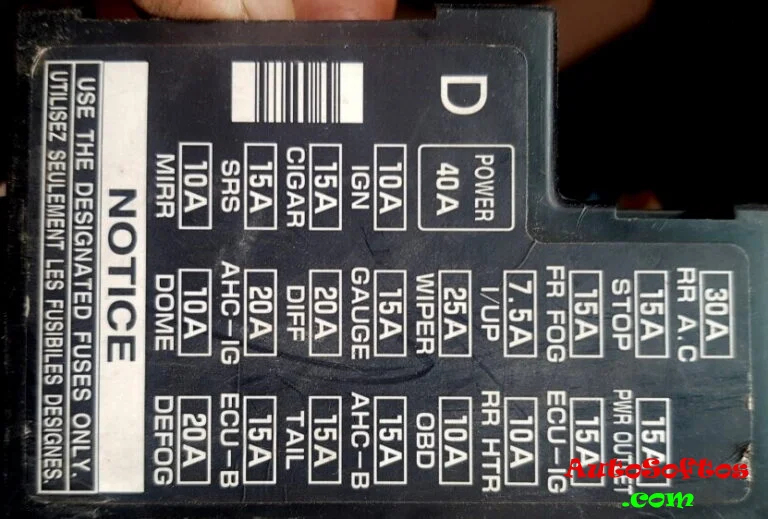 30A
RR A.C
15A 15A
STOP PWR OUTLET
15A 15A
FR FOG ECU-IG
7.5A 10A
I/UP RR HTR
D
POWER
40A
25A 10A
WIPER OBD
10A 15A 15A
IGN GAUGE AHC-B
15A 20A 15A
CIGAR DIFF TAIL
15A 20A 15A
SRS AHC-IG ECU-B
10A 10A 20A
MIRR DOME DEFOG
NOTICE
USE THE DESIGNATED FUSES ONLY.
UTILISEZ SEULEMENT LES FUSIBILES DESIGNES.
AutoSoftos
.com